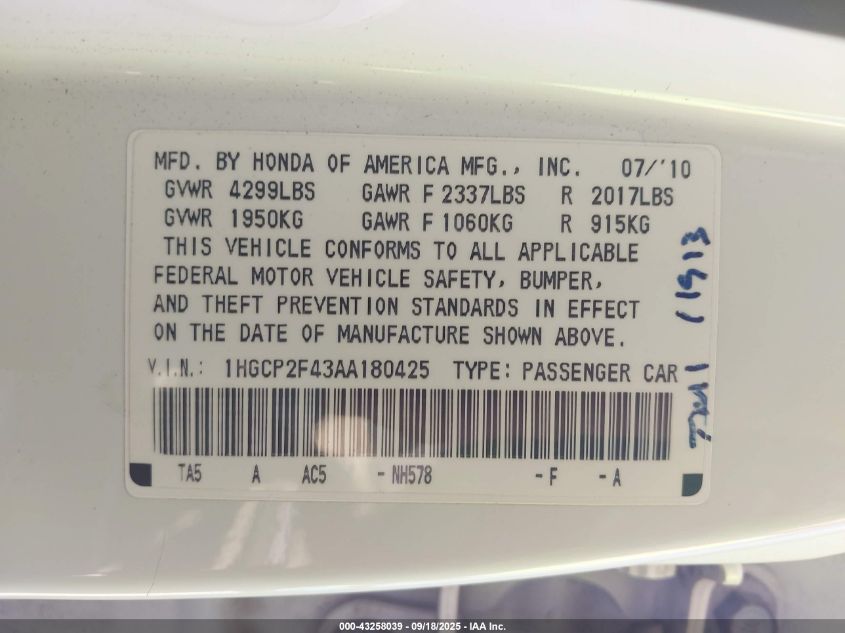 MFD. BY HONDA OF AMERICA MFG., INC. 07/'10
GVWR 4299LBS GAWR F 2337LBS R 2017LBS
GVWR 1950KG GAWR F 1060KG R 915KG
THIS VEHICLE CONFORMS TO ALL APPLICABLE
FEDERAL MOTOR VEHICLE SAFETY, BUMPER,
AND THEFT PREVENTION STANDARDS IN EFFECT
ON THE DATE OF MANUFACTURE SHOWN ABOVE.
V.I.N.: 1HGCP2F43AA180425 TYPE: PASSENGER CAR
TA5 A AC5 - NH578 - F - A
000-43258039 - 09/18/2025 - IAA Inc.